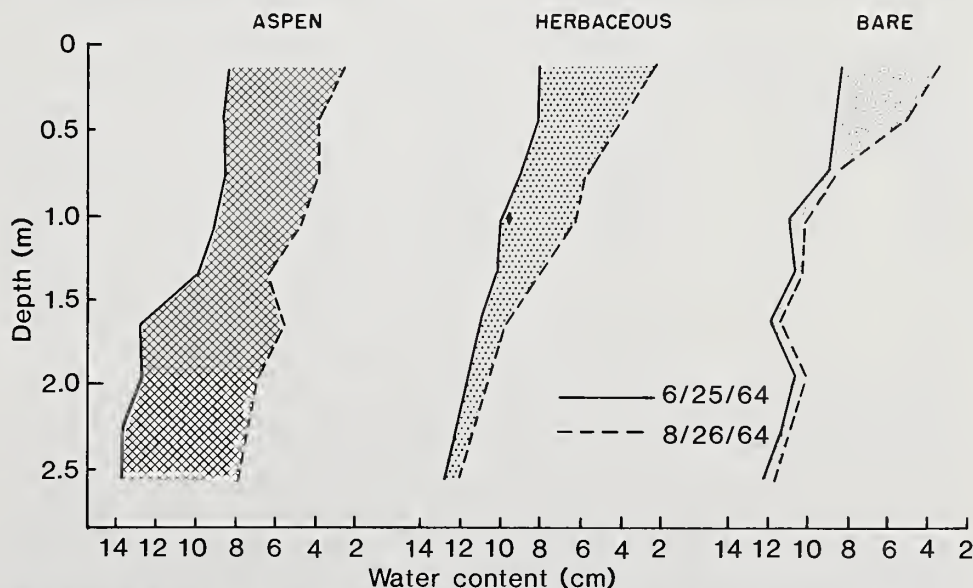 ASPEN HERBACEOUS BARE
0
0.5
1.0
1.5
2.0
2.5
Depth (m)
6/25/64
8/26/64
14 12 10 8 6 4 2 14 12 10 8 6 4 2 14 12 10 8 6 4 2
Water content (cm)